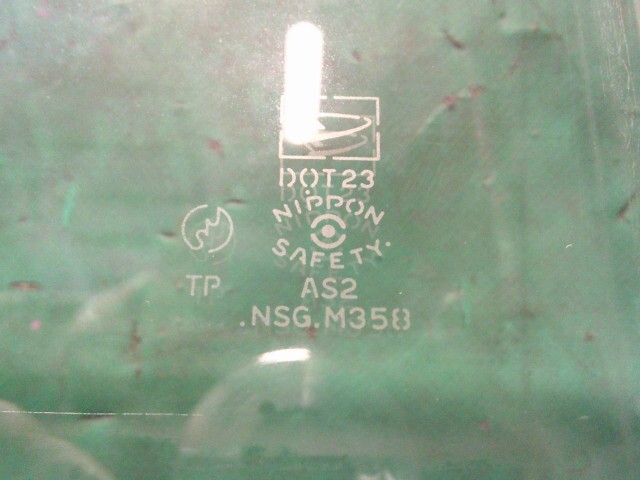 DOT23
NIPPON
SAFETY
TP
AS2
.NSG.M358